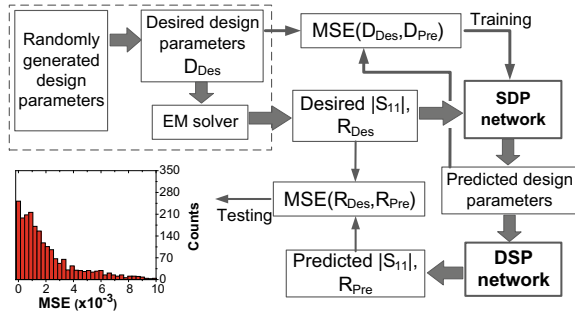 Randomly
generated
design
parameters
Desired design
parameters
D_Des
EM solver
MSE(D_Des,D_Pre)
Training
Desired |S_11|,
R_Des
SDP
network
MSE(R_Des,R_Pre)
Testing
Predicted design
parameters
Predicted |S_11|,
R_Pre
DSP
network
350
280
210
140
70
0
Counts
0 2 4 6 8 10
MSE (x10^-3)